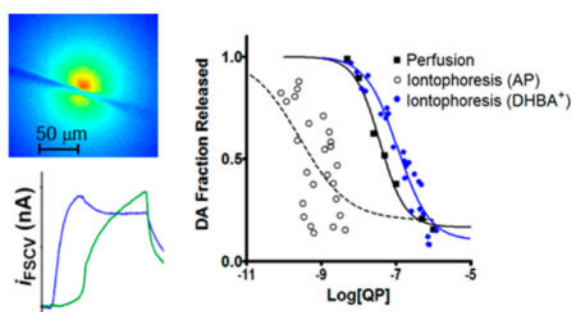 50 μm
iFSCV (nA)
DA Fraction Released
1.0
0.5
0.0
-11
-9
-7
-5
Log[QP]
Perfusion
Iontophoresis (AP)
Iontophoresis (DHBA⁺)